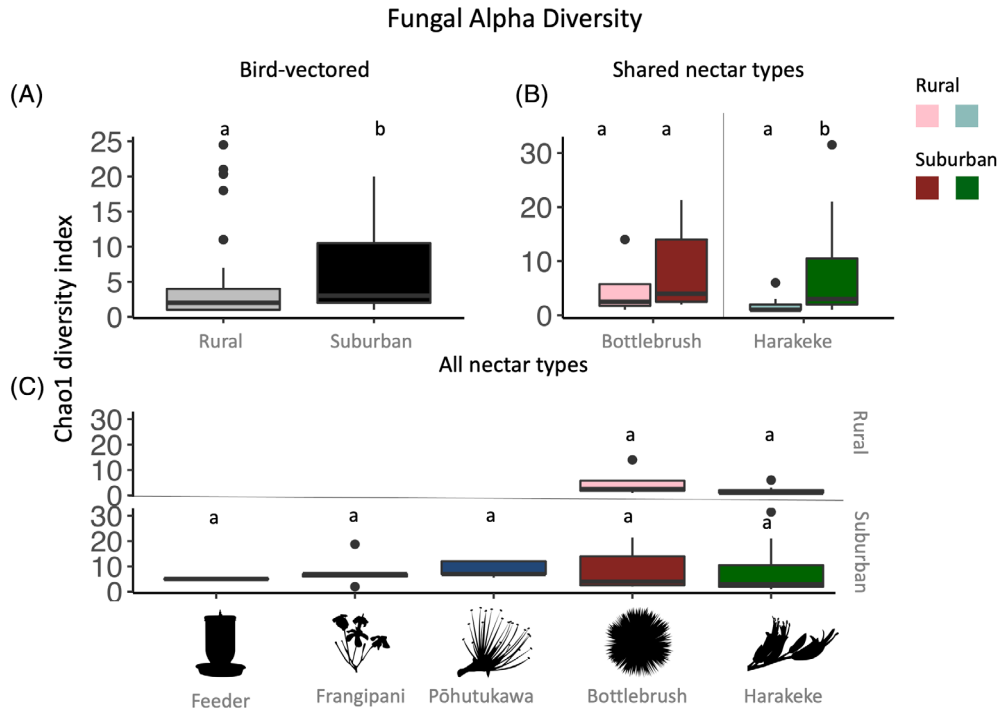 Fungal Alpha Diversity
Bird-vectored
Shared nectar types
(A)
(B)
Rural
Suburban
a
b
25
20
15
10
5
0
Rural
Suburban
a
a
a
b
30
20
10
0
Bottlebrush
Harakeke
Chao1 diversity index
All nectar types
(C)
30
20
10
0
a
a
Rural
30
20
10
0
a
a
a
a
a
Suburban
Feeder
Frangipani
Pōhutukawa
Bottlebrush
Harakeke